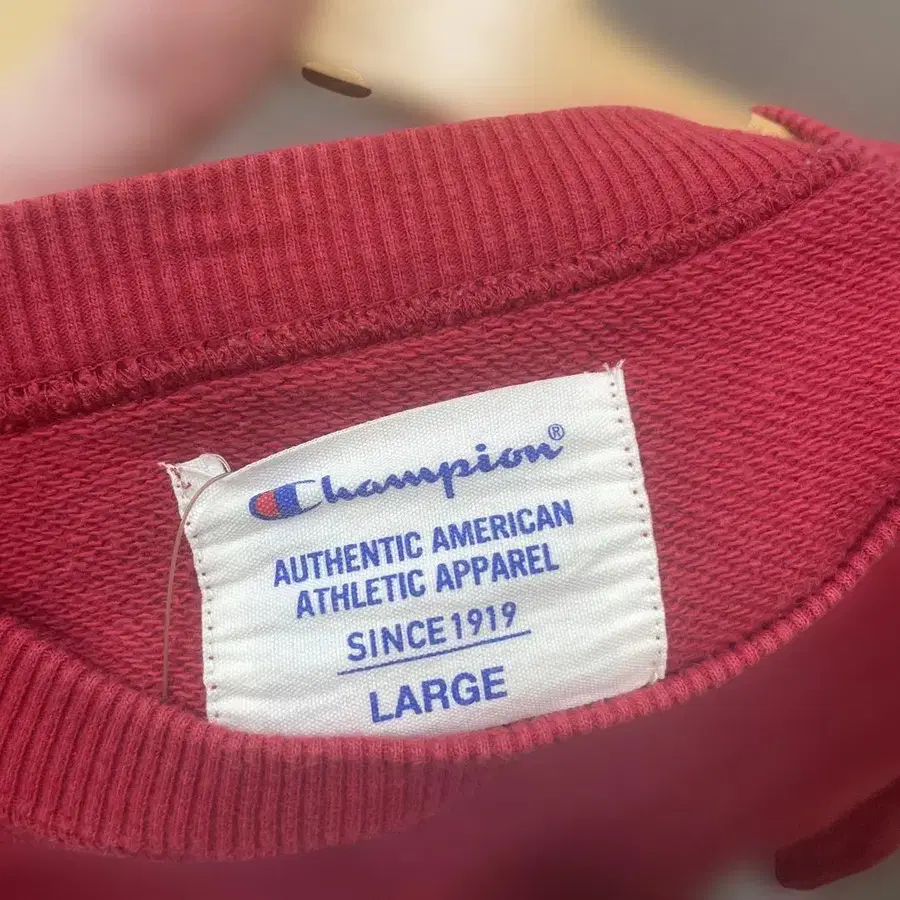 Champion®
AUTHENTIC AMERICAN
ATHLETIC APPAREL
SINCE 1919
LARGE